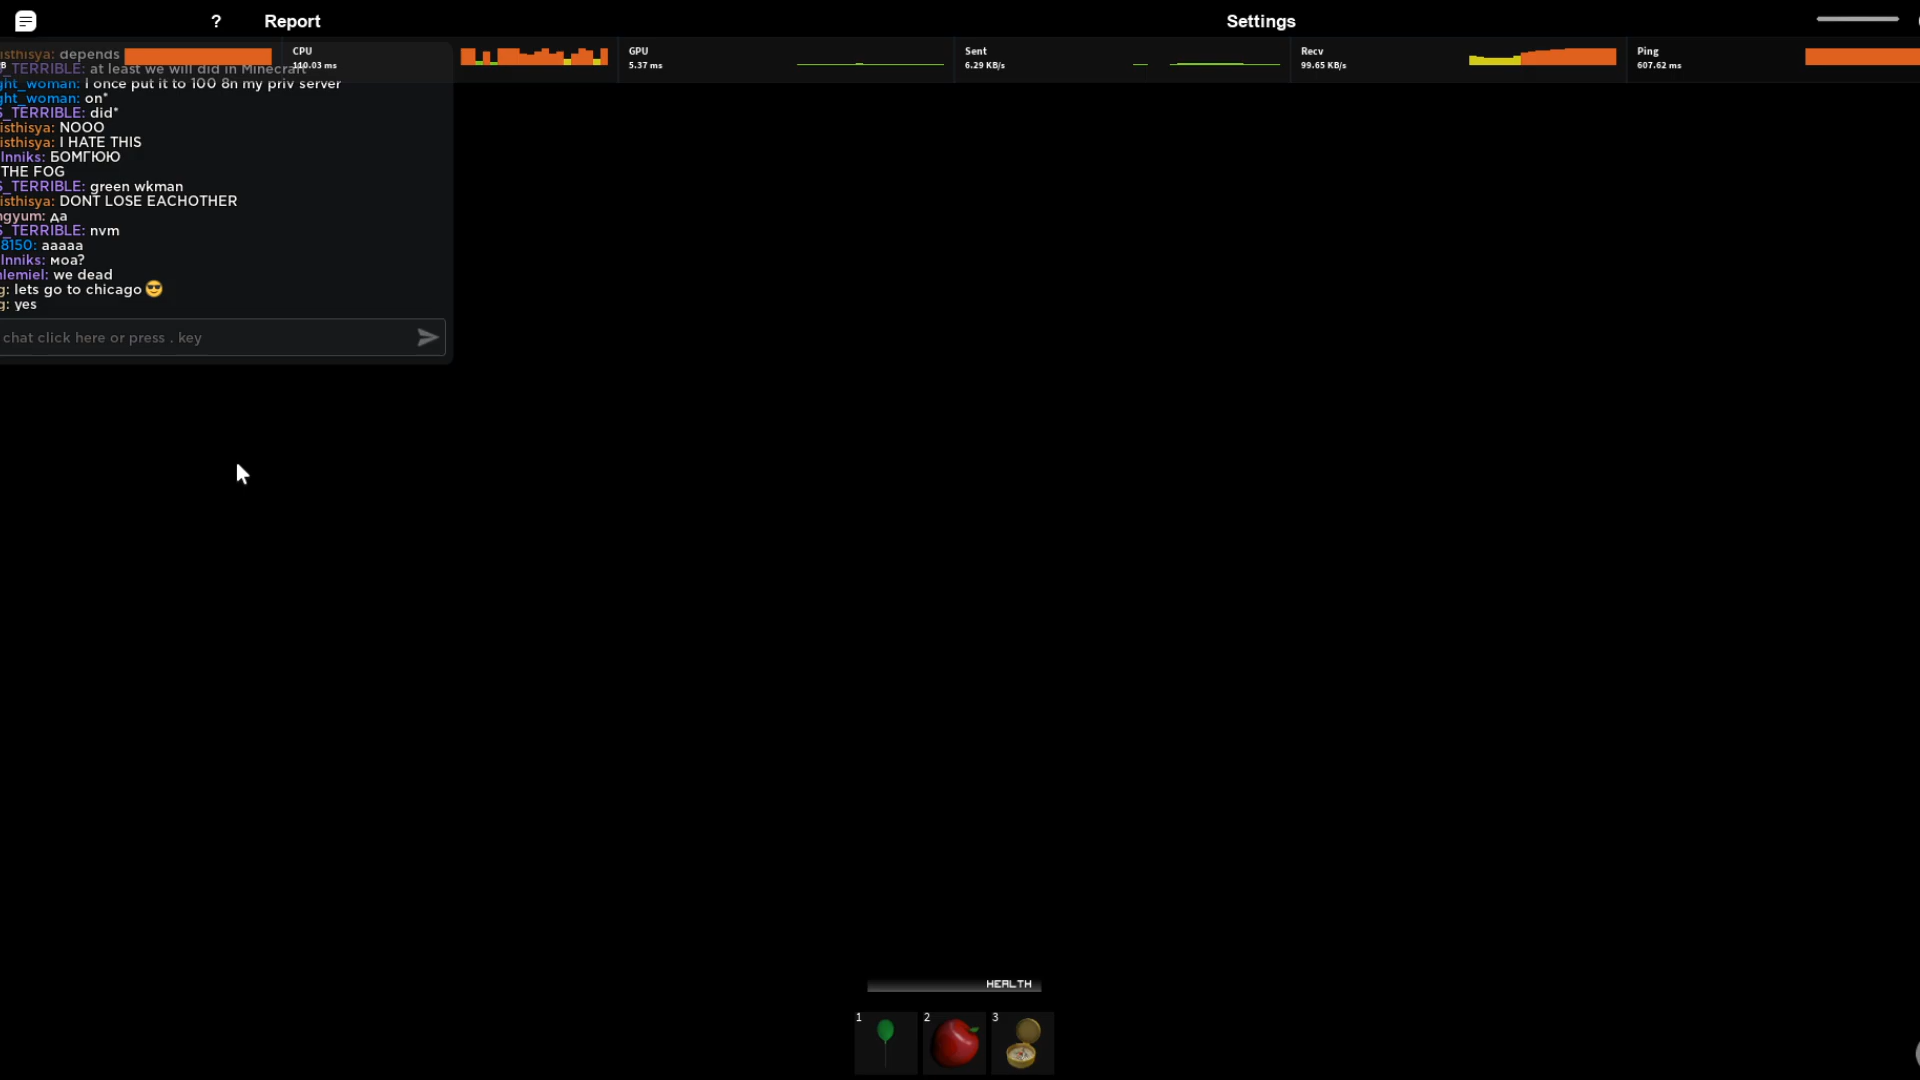 ? Report Settings
CPU
110.03 ms
GPU
5.37 ms
Sent
6.29 KB/s
Recv
99.65 KB/s
Ping
607.62 ms
isthisya: depends
B
_TERRIBLE: at least we will did in Minecraft
ght_woman: I once put it to 100 8n my priv server
ght_woman: on*
S_TERRIBLE: did*
isthisya: NOOO
isthisya: I HATE THIS
lnniks: БОМГЮЮ
THE FOG
S_TERRIBLE: green wkman
isthisya: DONT LOSE EACHOTHER
ngyum: да
S_TERRIBLE: nvm
8150: aaaaa
lnniks: моа?
nlemiel: we dead
g: lets go to chicago😎
g: yes
chat click here or press . key
HEALTH
1 2 3